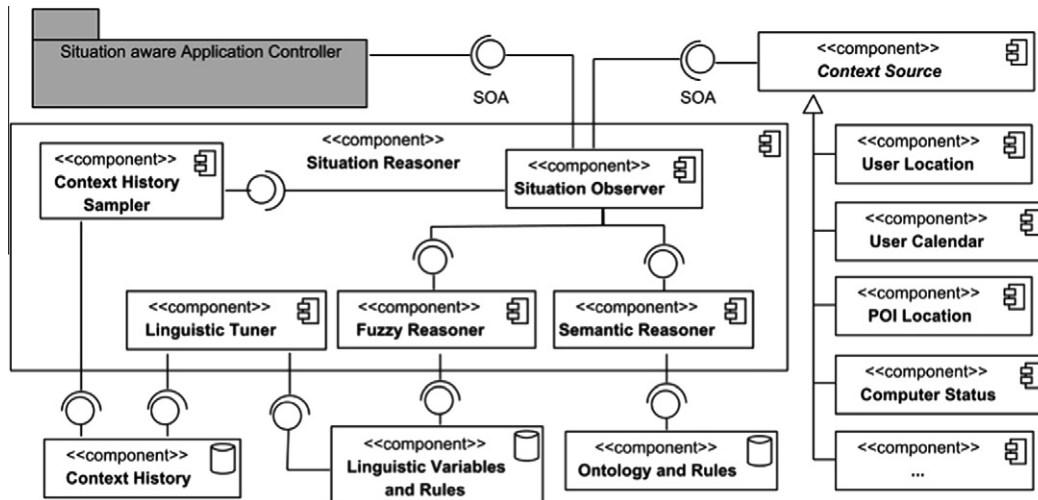 Situation aware Application Controller
SOA
SOA
<<component>>
Context Source
<<component>>
Situation Reasoner
<<component>>
Context History
Sampler
<<component>>
Situation Observer
<<component>>
User Location
<<component>>
User Calendar
<<component>>
Linguistic Tuner
<<component>>
Fuzzy Reasoner
<<component>>
Semantic Reasoner
<<component>>
POI Location
<<component>>
Computer Status
<<component>>
Context History
<<component>>
Linguistic Variables
and Rules
<<component>>
Ontology and Rules
<<component>>
...